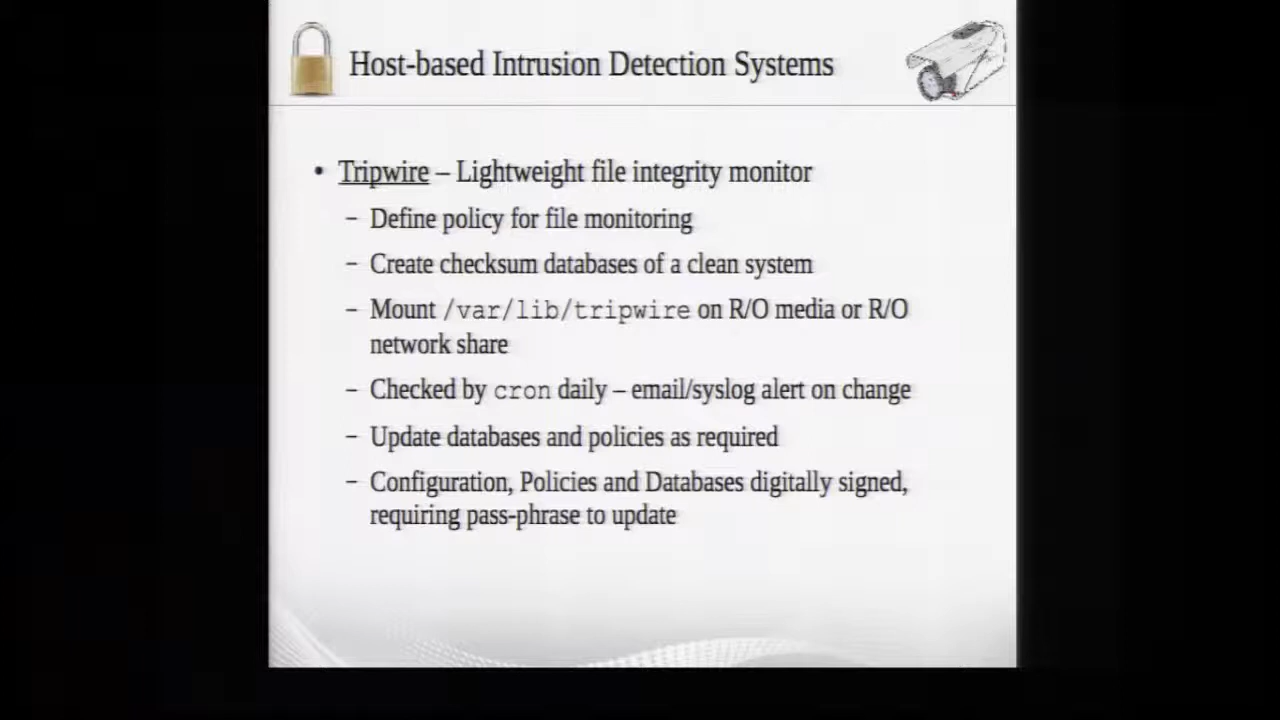 Host-based Intrusion Detection Systems
• Tripwire – Lightweight file integrity monitor
– Define policy for file monitoring
– Create checksum databases of a clean system
– Mount /var/lib/tripwire on R/O media or R/O
network share
– Checked by cron daily – email/syslog alert on change
– Update databases and policies as required
– Configuration, Policies and Databases digitally signed,
requiring pass-phrase to update